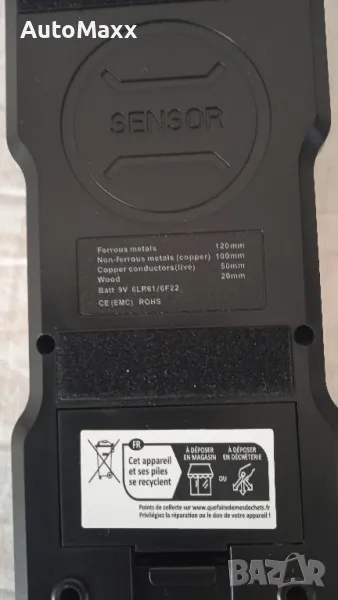 AutoMaxx
SENSOR
Ferrous metals 120mm
Non-ferrous metals (copper) 100mm
Copper conductors(live) 50mm
Wood 20mm
Batt 9V 6LR61/6F22
CE(EMC) ROHS
FR
Cet appareil
et ses piles
se recyclent
À DÉPOSER
EN MAGASIN
OU
À DÉPOSER
EN DÉCHÈTERIE
Points de collecte sur www.quefairedemesdechets.fr
Privilégiez la réparation ou le don de votre appareil !
BAZAR